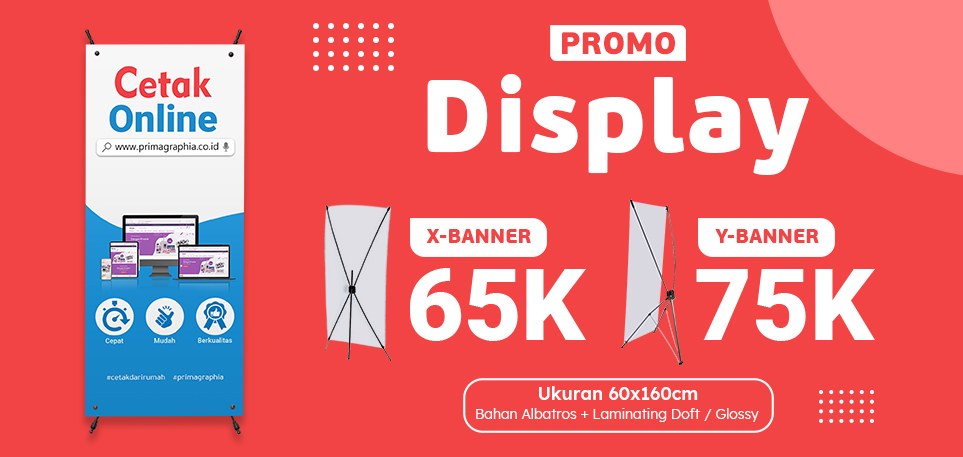 Cetak
Online
www.primagraphia.co.id
Cepat
Mudah
Berkualitas
#cetakdarirumah #primagraphia
PROMO
Display
X-BANNER
65K
Y-BANNER
75K
Ukuran 60x160cm
Bahan Albatros + Laminating Doft / Glossy